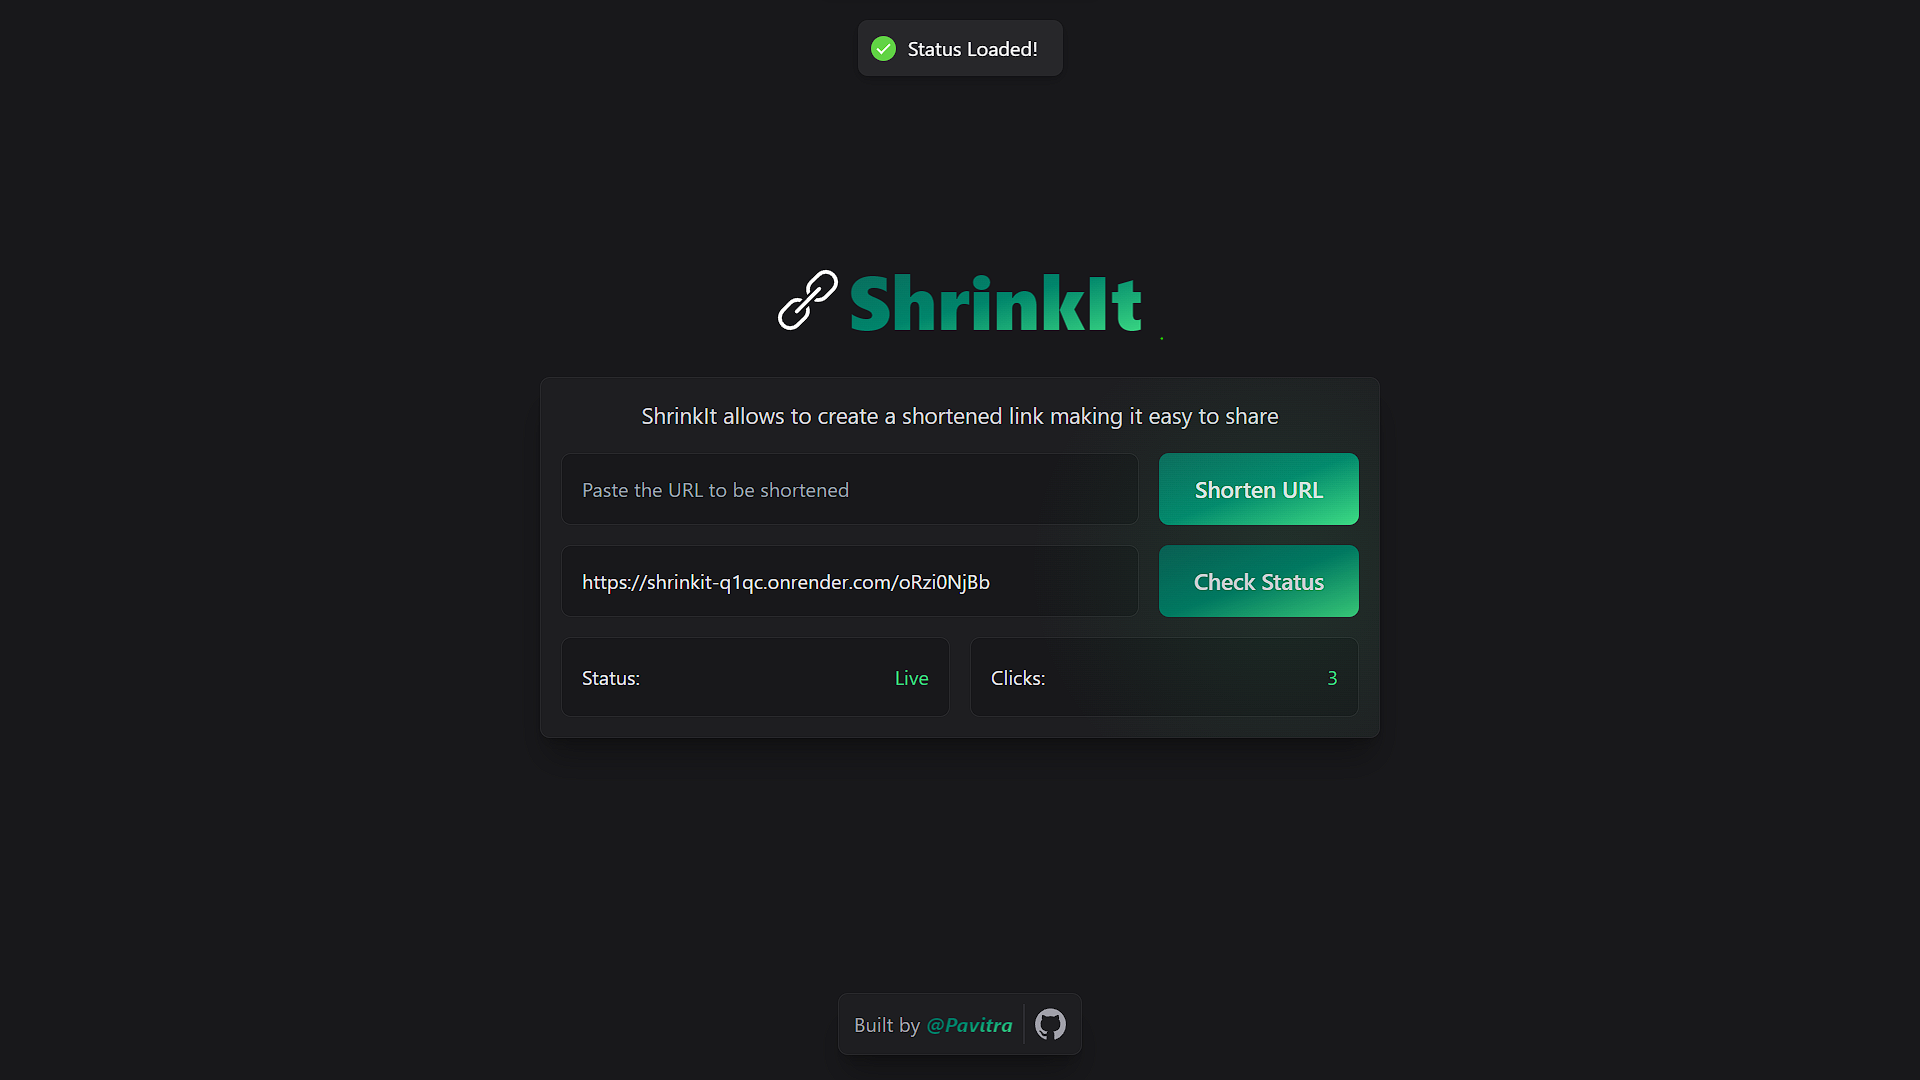 Status Loaded!
ShrinkIt
ShrinkIt allows to create a shortened link making it easy to share
Paste the URL to be shortened
Shorten URL
https://shrinkit-q1qc.onrender.com/oRzi0NjBb
Check Status
Status: Live
Clicks: 3
Built by @Pavitra